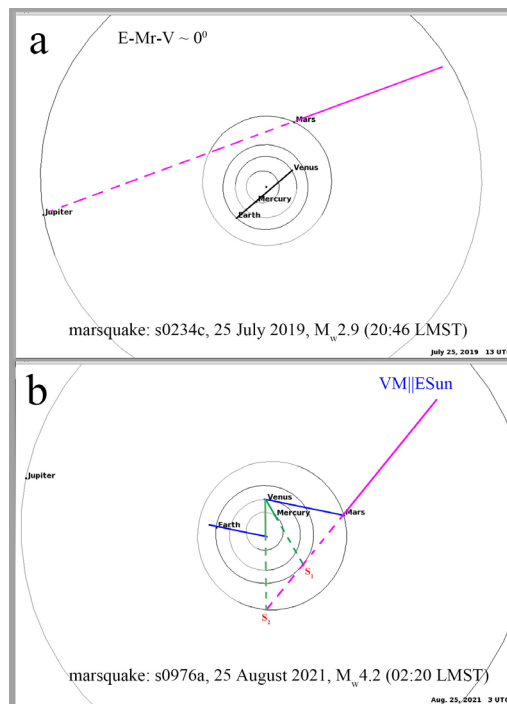 a
E-Mr-V ~ 0⁰
Mars
Venus
Mercury
Jupiter
Earth
marsquake: s0234c, 25 July 2019, Mw2.9 (20:46 LMST)
July 25, 2019 13 UTC
b
VM||ESun
Jupiter
Venus
Mercury
Mars
Earth
S₁
S₂
marsquake: s0976a, 25 August 2021, Mw4.2 (02:20 LMST)
Aug. 25, 2021 3 UTC